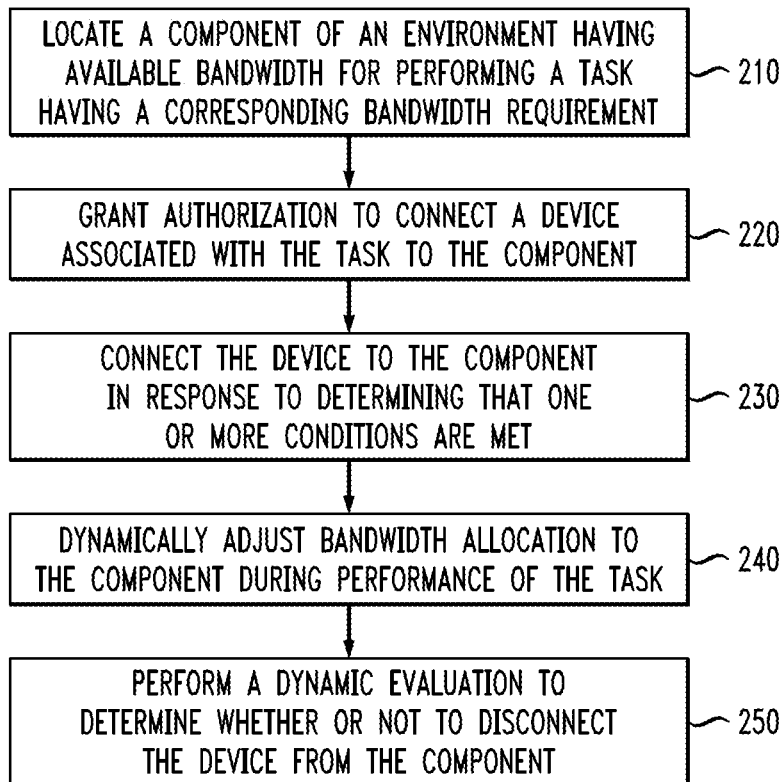 LOCATE A COMPONENT OF AN ENVIRONMENT HAVING
AVAILABLE BANDWIDTH FOR PERFORMING A TASK
HAVING A CORRESPONDING BANDWIDTH REQUIREMENT
210
GRANT AUTHORIZATION TO CONNECT A DEVICE
ASSOCIATED WITH THE TASK TO THE COMPONENT
220
CONNECT THE DEVICE TO THE COMPONENT
IN RESPONSE TO DETERMINING THAT ONE
OR MORE CONDITIONS ARE MET
230
DYNAMICALLY ADJUST BANDWIDTH ALLOCATION TO
THE COMPONENT DURING PERFORMANCE OF THE TASK
240
PERFORM A DYNAMIC EVALUATION TO
DETERMINE WHETHER OR NOT TO DISCONNECT
THE DEVICE FROM THE COMPONENT
250